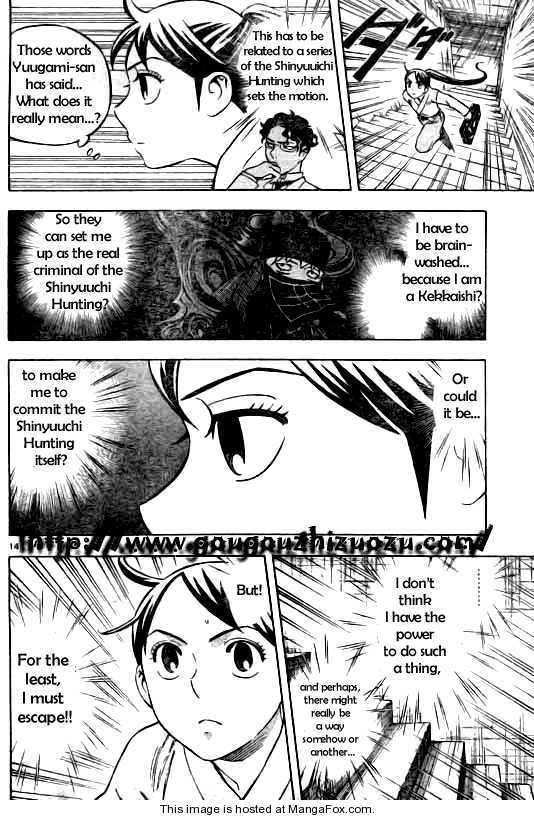 ダダダ
This has to be
related to a series
of the Shinyuuichi
Hunting which
sets the motion.
Those words
Yuugami-san
has said...
What does it
really mean...?
I have to
be brain-
washed...
because I am
a Kekkaishi?
So they
can set me
up as the real
criminal of the
Shinyuuchi
Hunting?
Or
could
it be...
to make
me to
commit the
Shinyuuchi
Hunting
itself?
14
http://www.gougouzhizuozu.com/
I don't
think
I have the
power
to do such
a thing,
and perhaps,
there might
really be
a way
somehow or
another...
But!
For the
least,
I must
escape!!
This image is hosted at MangaFox.com.